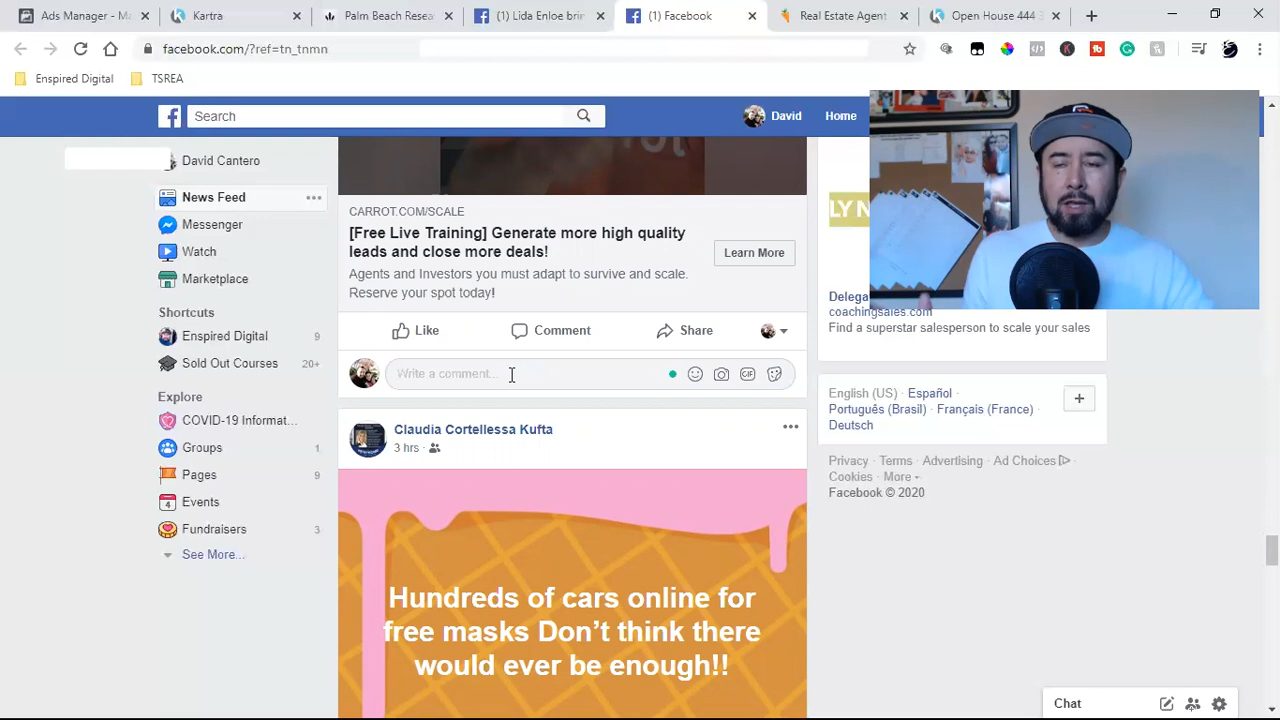 Ads Manager - Ma
Kartra
Palm Beach Resea
(1) Lida Enloe brin
(1) Facebook
Real Estate Agent
Open House 444 3
facebook.com/?ref=tn_tnmn
Enspired Digital
TSREA
Search
David
Home
David Cantero
News Feed
Messenger
Watch
Marketplace
Shortcuts
Enspired Digital 9
Sold Out Courses 20+
Explore
COVID-19 Informat...
Groups 1
Pages 9
Events
Fundraisers 3
See More...
CARROT.COM/SCALE
[Free Live Training] Generate more high quality
leads and close more deals!
Learn More
Agents and Investors you must adapt to survive and scale.
Reserve your spot today!
Like
Comment
Share
Write a comment...
GIF
Claudia Cortellessa Kufta
3 hrs
Hundreds of cars online for
free masks Don’t think there
would ever be enough!!
LYN
Delega
coachingsales.com
Find a superstar salesperson to scale your sales
English (US) · Español ·
Português (Brasil) · Français (France) ·
Deutsch
Privacy · Terms · Advertising · Ad Choices ·
Cookies · More
Facebook © 2020
Chat